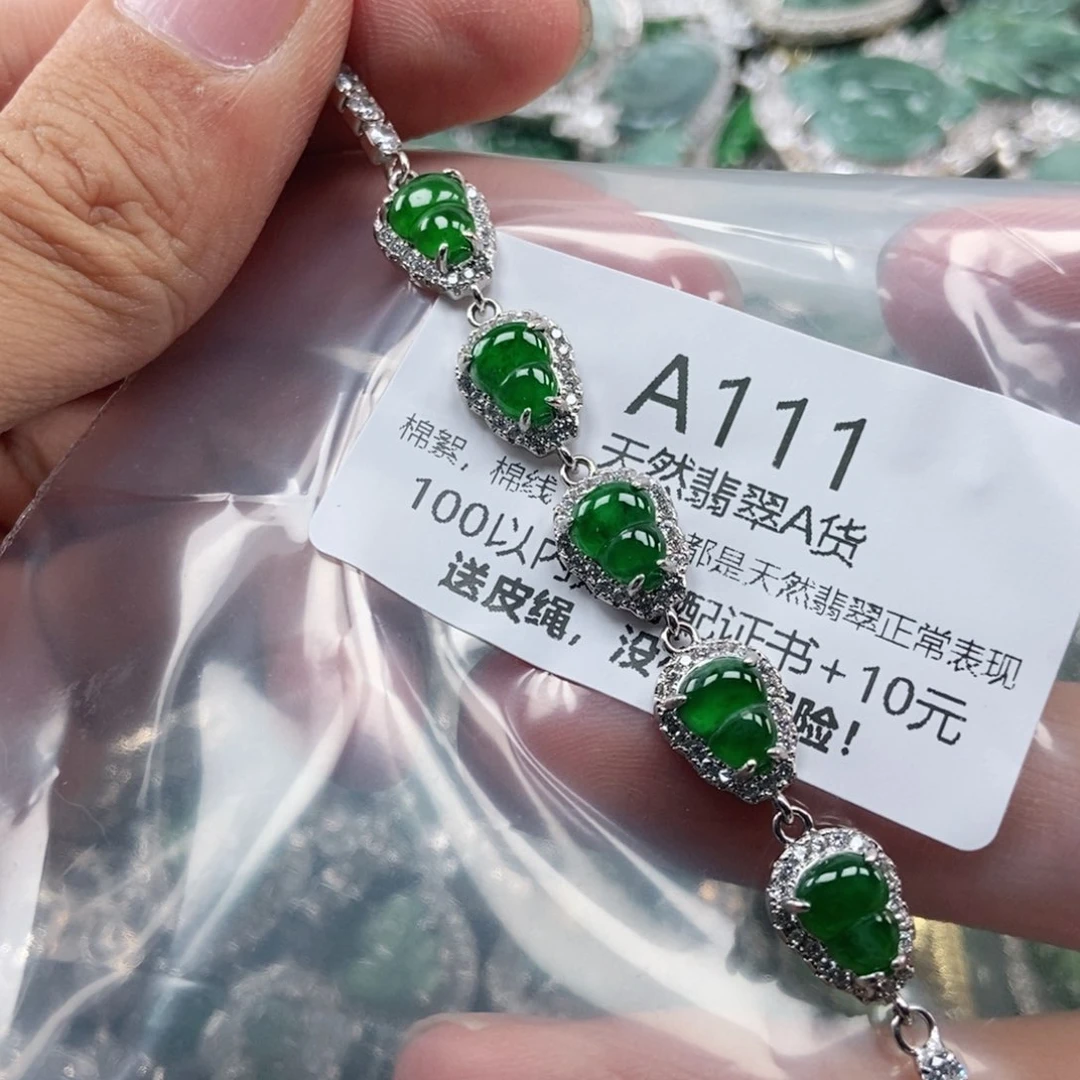 A111
天然翡翠A货
棉絮，棉线 都是天然翡翠正常表现
100以内 配证书+10元
送皮绳，没 险！